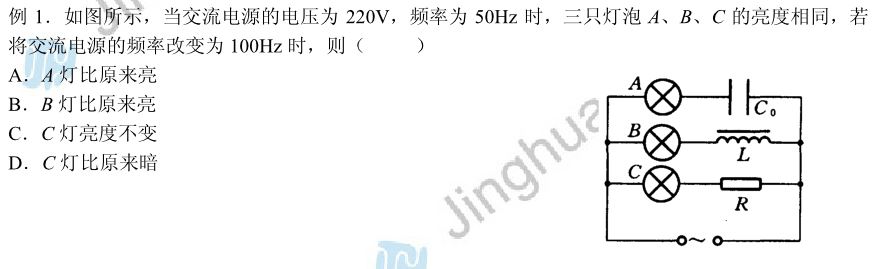 例 1．如图所示，当交流电源的电压为 220V，频率为 50Hz 时，三只灯泡 A、B、C 的亮度相同，若
将交流电源的频率改变为 100Hz 时，则（　　）
A．A 灯比原来亮
B．B 灯比原来亮
C．C 灯亮度不变
D．C 灯比原来暗
A
C₀
B
L
C
R
~
Jinghua